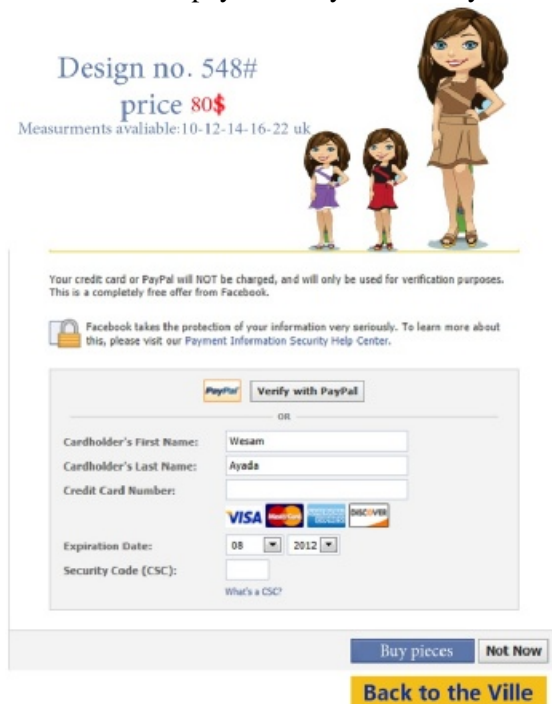 Design no. 548#
price 80$
Measurments avaliable:10-12-14-16-22 uk
Your credit card or PayPal will NOT be charged, and will only be used for verification purposes.
This is a completely free offer from Facebook.
Facebook takes the protection of your information very seriously. To learn more about
this, please visit our Payment Information Security Help Center.
PayPal Verify with PayPal
OR
Cardholder's First Name: Wesam
Cardholder's Last Name: Ayada
Credit Card Number:
VISA MasterCard DISCOVER
Expiration Date: 08 2012
Security Code (CSC):
What's a CSC?
Buy pieces Not Now
Back to the Ville